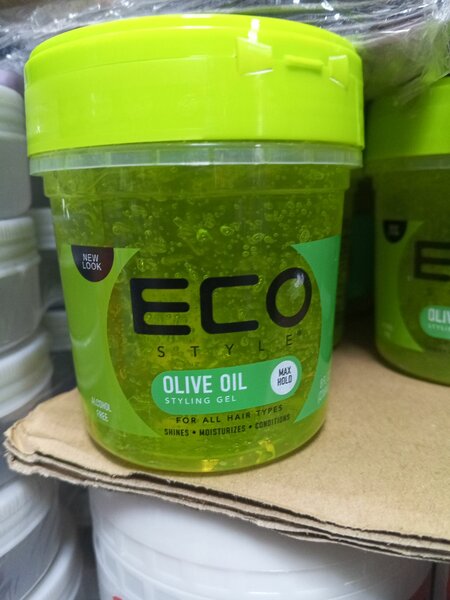 NEW
LOOK
ECO
STYLE
OLIVE OIL
STYLING GEL
MAX
HOLD
ALCOHOL
FREE
FOR ALL HAIR TYPES
SHINES • MOISTURIZES • CONDITIONS